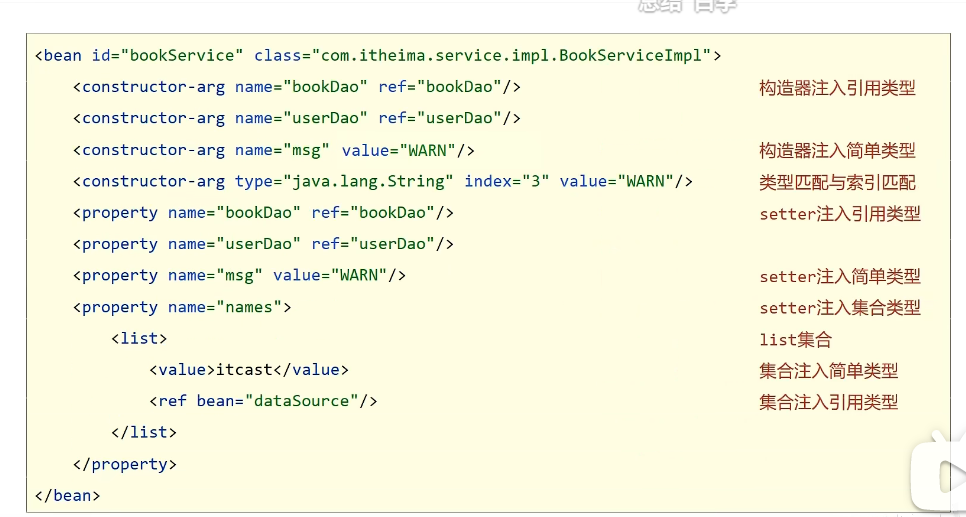 <bean id="bookService" class="com.itheima.service.impl.BookServiceImpl">
<constructor-arg name="bookDao" ref="bookDao"/> 构造器注入引用类型
<constructor-arg name="userDao" ref="userDao"/>
<constructor-arg name="msg" value="WARN"/> 构造器注入简单类型
<constructor-arg type="java.lang.String" index="3" value="WARN"/> 类型匹配与索引匹配
<property name="bookDao" ref="bookDao"/> setter注入引用类型
<property name="userDao" ref="userDao"/>
<property name="msg" value="WARN"/> setter注入简单类型
<property name="names"> setter注入集合类型
<list> list集合
<value>itcast</value> 集合注入简单类型
<ref bean="dataSource"/> 集合注入引用类型
</list>
</property>
</bean>